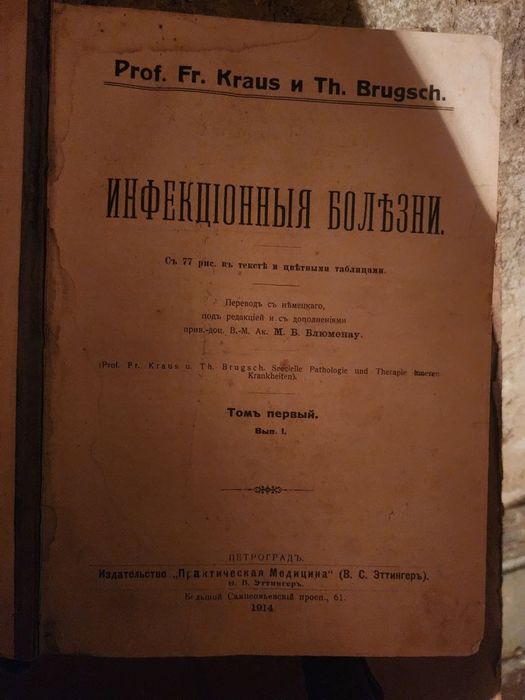 Prof. Fr. Kraus и Th. Brugsch.
ИНФЕКЦІОННЫЯ БОЛѢЗНИ.
Съ 77 рис. въ текстѣ и цвѣтными таблицами.
Переводъ съ нѣмецкаго,
подъ редакціей и съ дополненіями
прив.-доц. В.-М. Ак. М. Б. Блюменау.
(Prof. Fr. Kraus u. Th. Brugsch. Specielle Pathologie und Therapie innerer
Krankheiten).
Томъ первый.
Вып. I.
ПЕТРОГРАДЪ.
Издательство „Практическая Медицина" (В. С. Эттингеръ).
Эттингеръ.
Большой Сампсоньевскій просп., 61.
1914